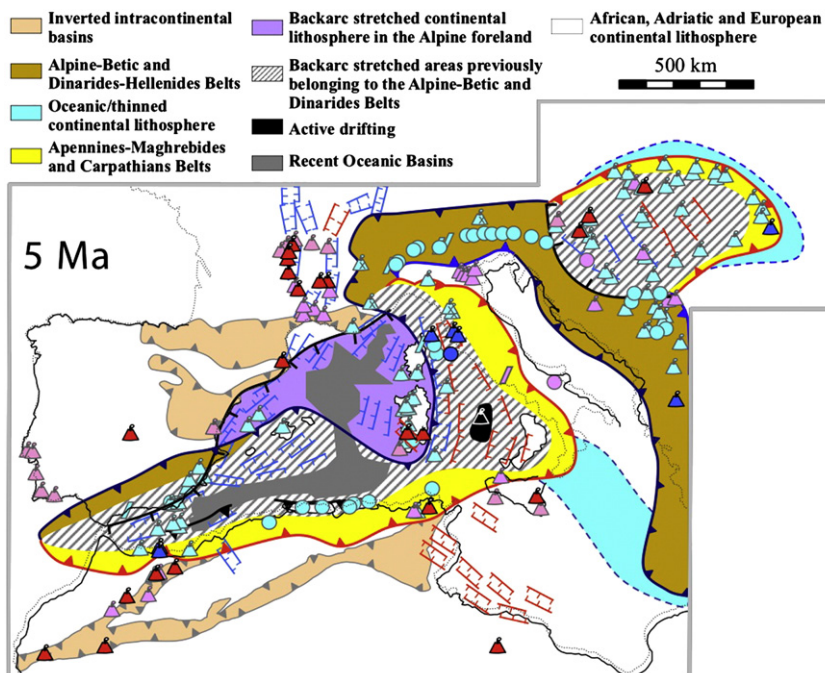 Inverted intracontinental
basins
Alpine-Betic and
Dinarides-Hellenides Belts
Oceanic/thinned
continental lithosphere
Apennines-Maghrebides
and Carpathians Belts
Backarc stretched continental
lithosphere in the Alpine foreland
Backarc stretched areas previously
belonging to the Alpine-Betic and
Dinarides Belts
Active drifting
Recent Oceanic Basins
African, Adriatic and European
continental lithosphere
500 km
5 Ma